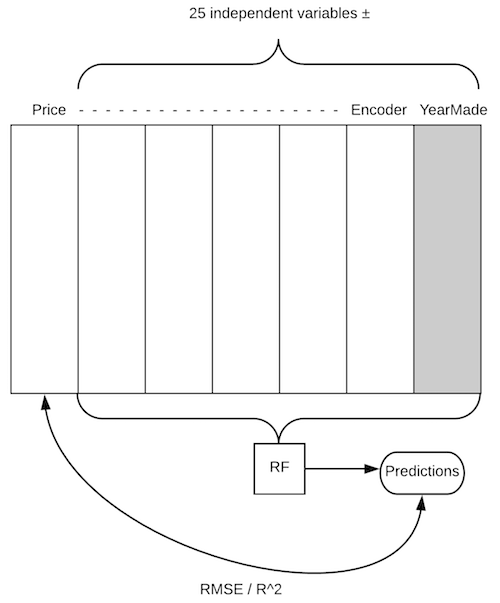 25 independent variables ±
Price - - - - - - - - - - - - - - - - - - - - Encoder YearMade
RF
Predictions
RMSE / R^2